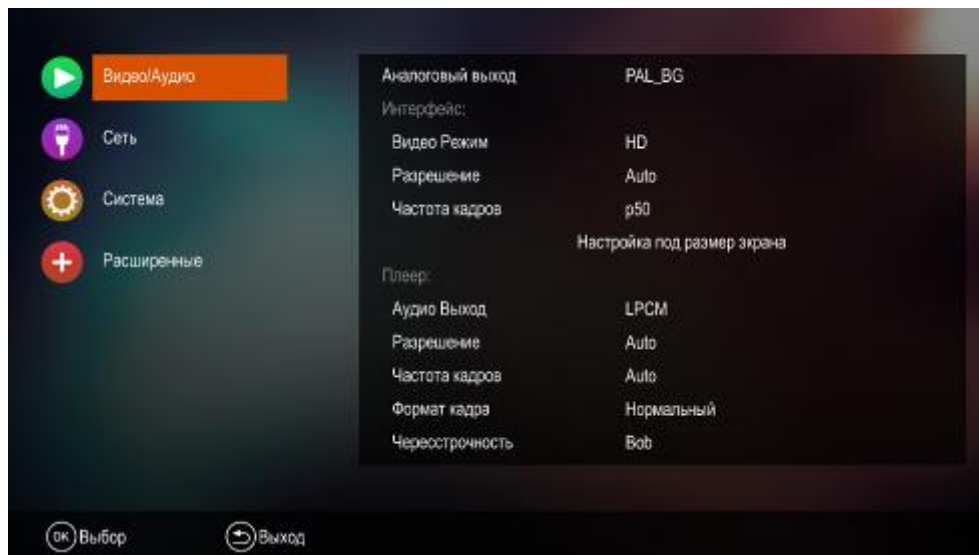 Видео/Аудио
Сеть
Система
Расширенные
Аналоговый выход PAL_BG
Интерфейс:
Видео Режим HD
Разрешение Auto
Частота кадров p50
Настройка под размер экрана
Плеер:
Аудио Выход LPCM
Разрешение Auto
Частота кадров Auto
Формат кадра Нормальный
Чересстрочность Bob
OK Выбор Выход